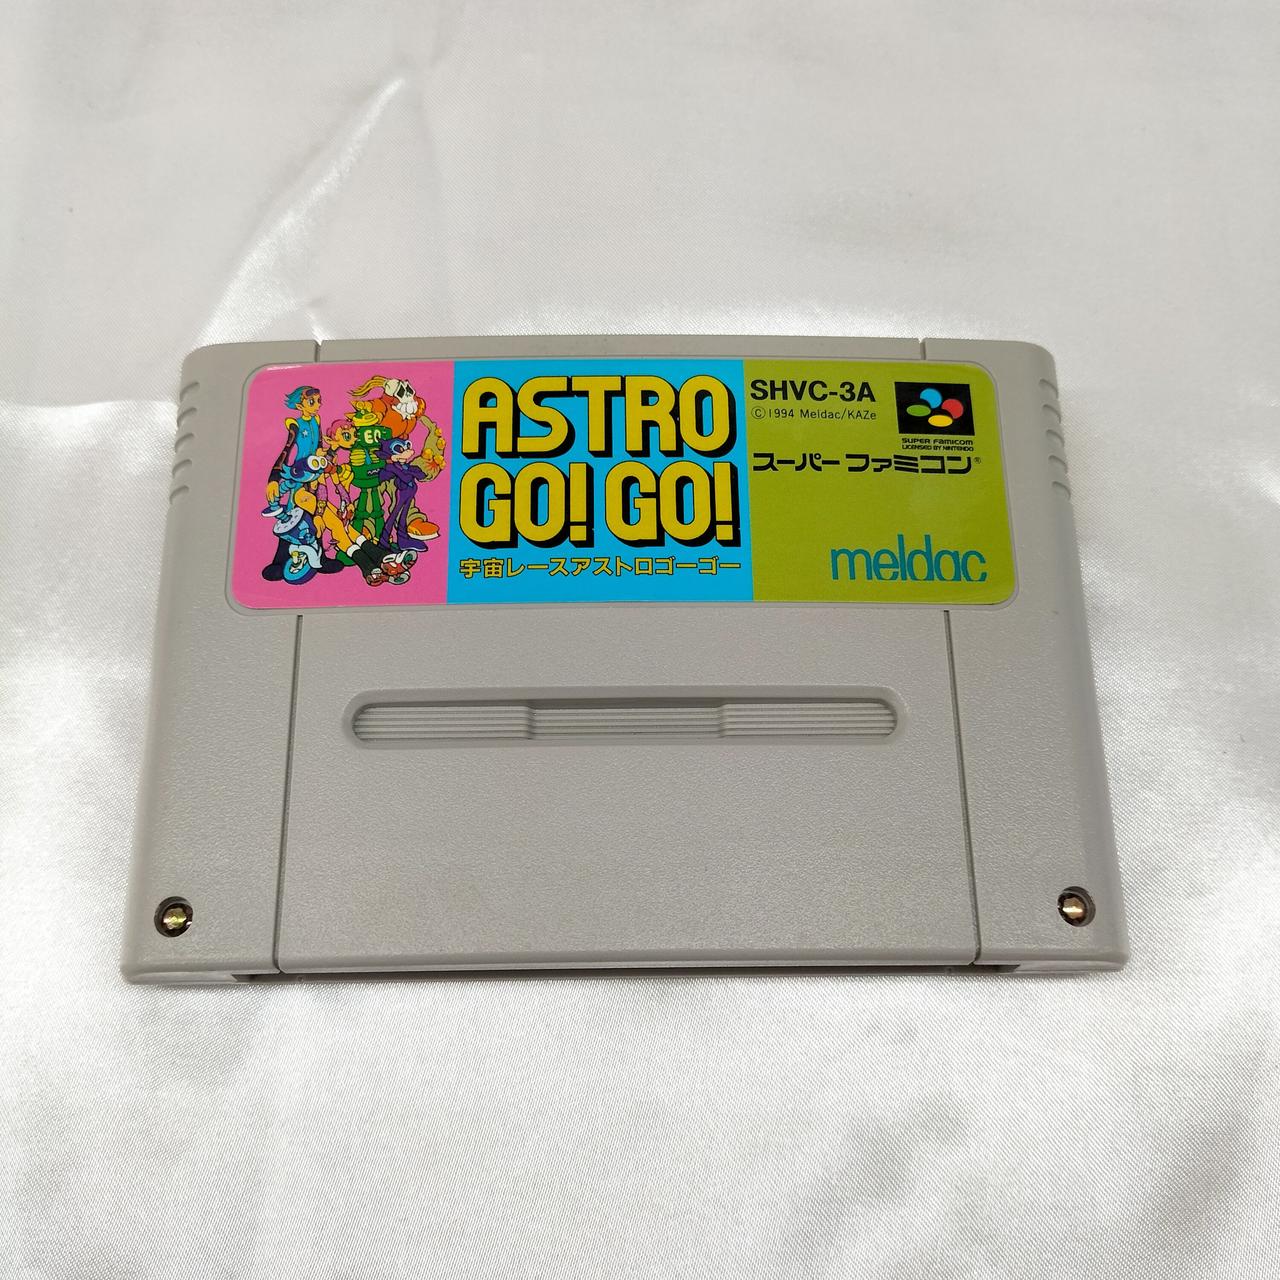 ASTRO
GO! GO!
宇宙レースアストロゴーゴー
SHVC-3A
©1994 Meldac/KAZe
SUPER FAMICOM
LICENSED BY NINTENDO
スーパーファミコン®
meldac